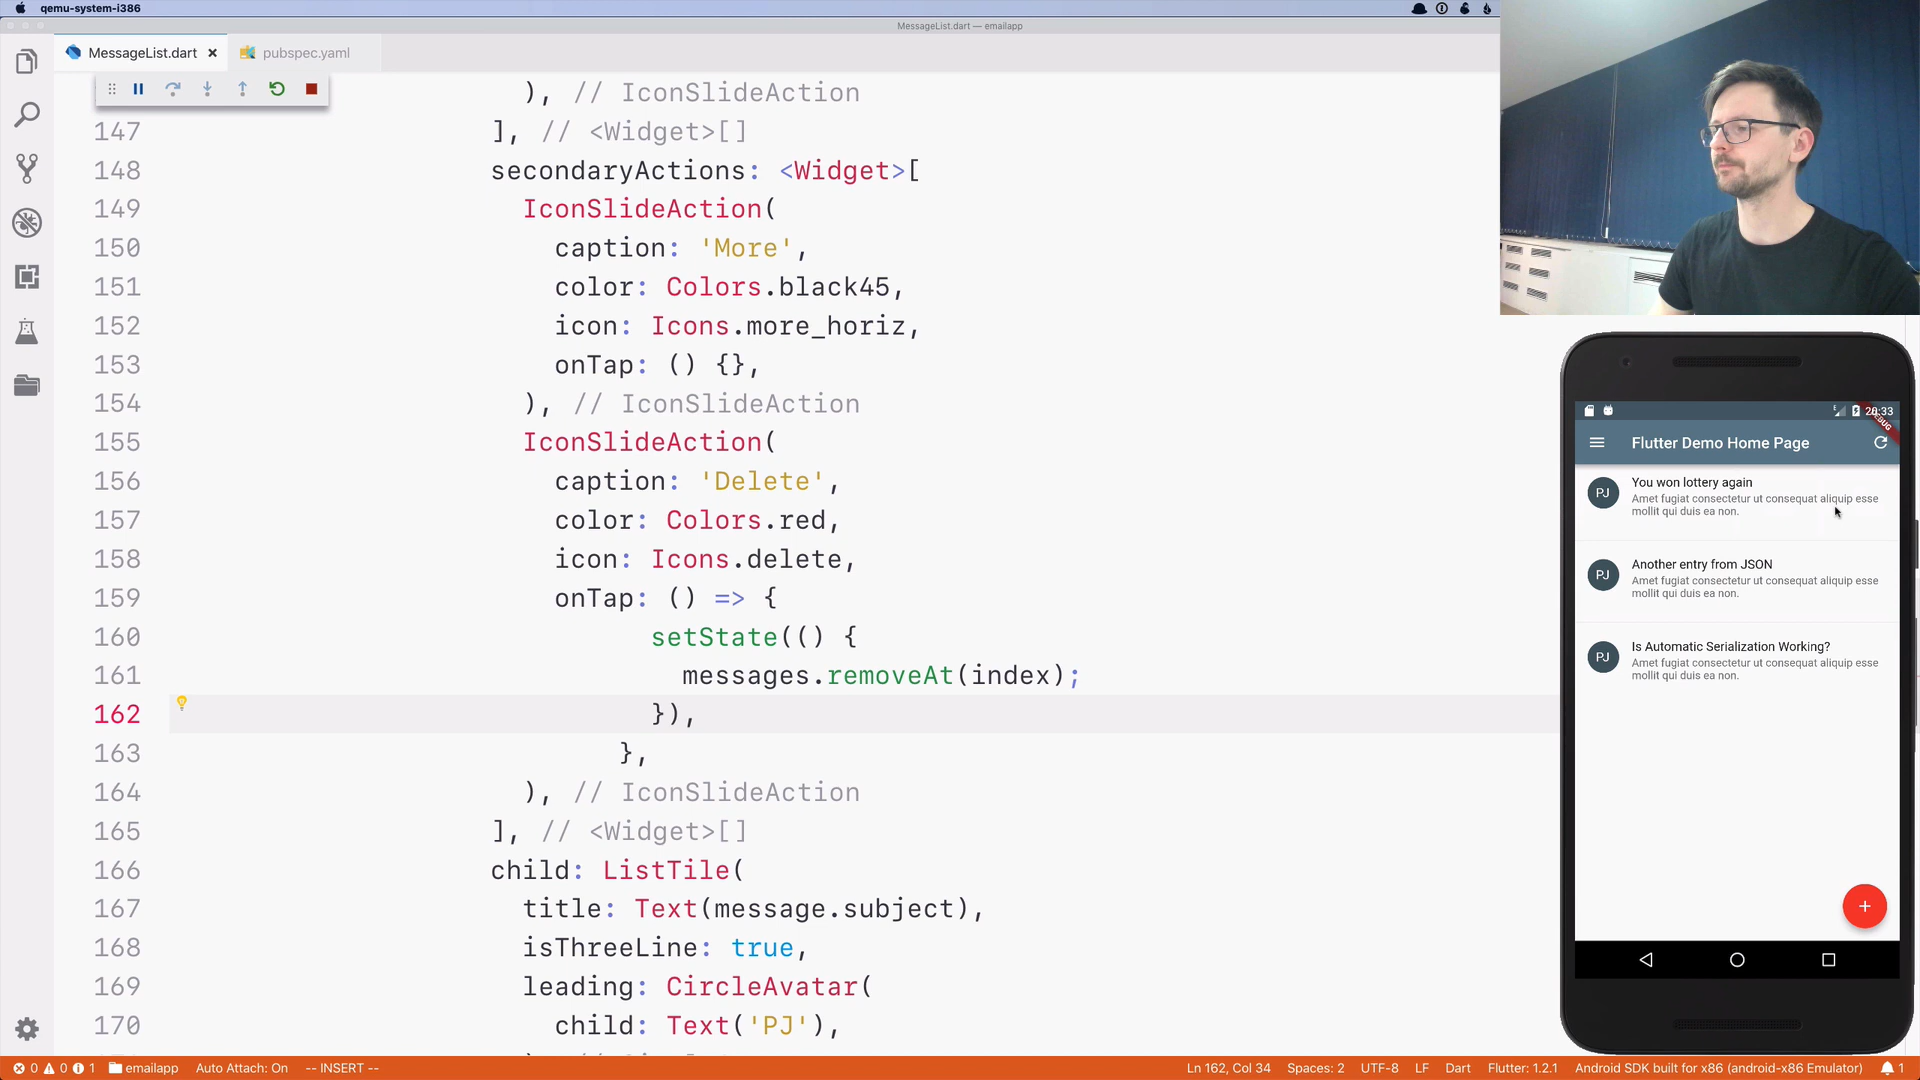 qemu-system-i386
MessageList.dart — emailapp
MessageList.dart
pubspec.yaml
), // IconSlideAction
147 ], // <Widget>[]
148 secondaryActions: <Widget>[
149 IconSlideAction(
150 caption: 'More',
151 color: Colors.black45,
152 icon: Icons.more_horiz,
153 onTap: () {},
154 ), // IconSlideAction
155 IconSlideAction(
156 caption: 'Delete',
157 color: Colors.red,
158 icon: Icons.delete,
159 onTap: () => {
160 setState(() {
161 messages.removeAt(index);
162 }),
163 },
164 ), // IconSlideAction
165 ], // <Widget>[]
166 child: ListTile(
167 title: Text(message.subject),
168 isThreeLine: true,
169 leading: CircleAvatar(
170 child: Text('PJ'),
20:33
DEBUG
Flutter Demo Home Page
PJ
You won lottery again
Amet fugiat consectetur ut consequat aliquip esse
mollit qui duis ea non.
PJ
Another entry from JSON
Amet fugiat consectetur ut consequat aliquip esse
mollit qui duis ea non.
PJ
Is Automatic Serialization Working?
Amet fugiat consectetur ut consequat aliquip esse
mollit qui duis ea non.
+
0 0 1 emailapp Auto Attach: On -- INSERT -- Ln 162, Col 34 Spaces: 2 UTF-8 LF Dart Flutter: 1.2.1 Android SDK built for x86 (android-x86 Emulator) 1